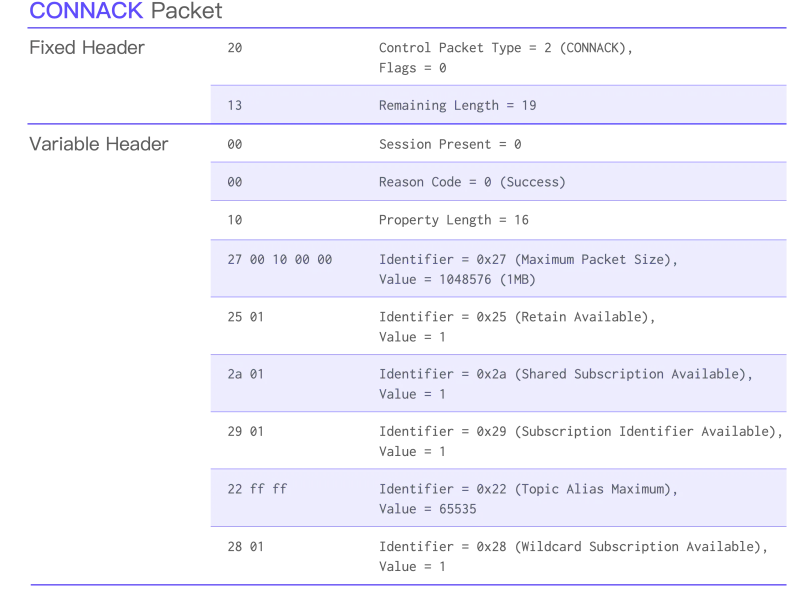 CONNACK Packet
Fixed Header 20 Control Packet Type = 2 (CONNACK),
Flags = 0
13 Remaining Length = 19
Variable Header 00 Session Present = 0
00 Reason Code = 0 (Success)
10 Property Length = 16
27 00 10 00 00 Identifier = 0x27 (Maximum Packet Size),
Value = 1048576 (1MB)
25 01 Identifier = 0x25 (Retain Available),
Value = 1
2a 01 Identifier = 0x2a (Shared Subscription Available),
Value = 1
29 01 Identifier = 0x29 (Subscription Identifier Available),
Value = 1
22 ff ff Identifier = 0x22 (Topic Alias Maximum),
Value = 65535
28 01 Identifier = 0x28 (Wildcard Subscription Available),
Value = 1